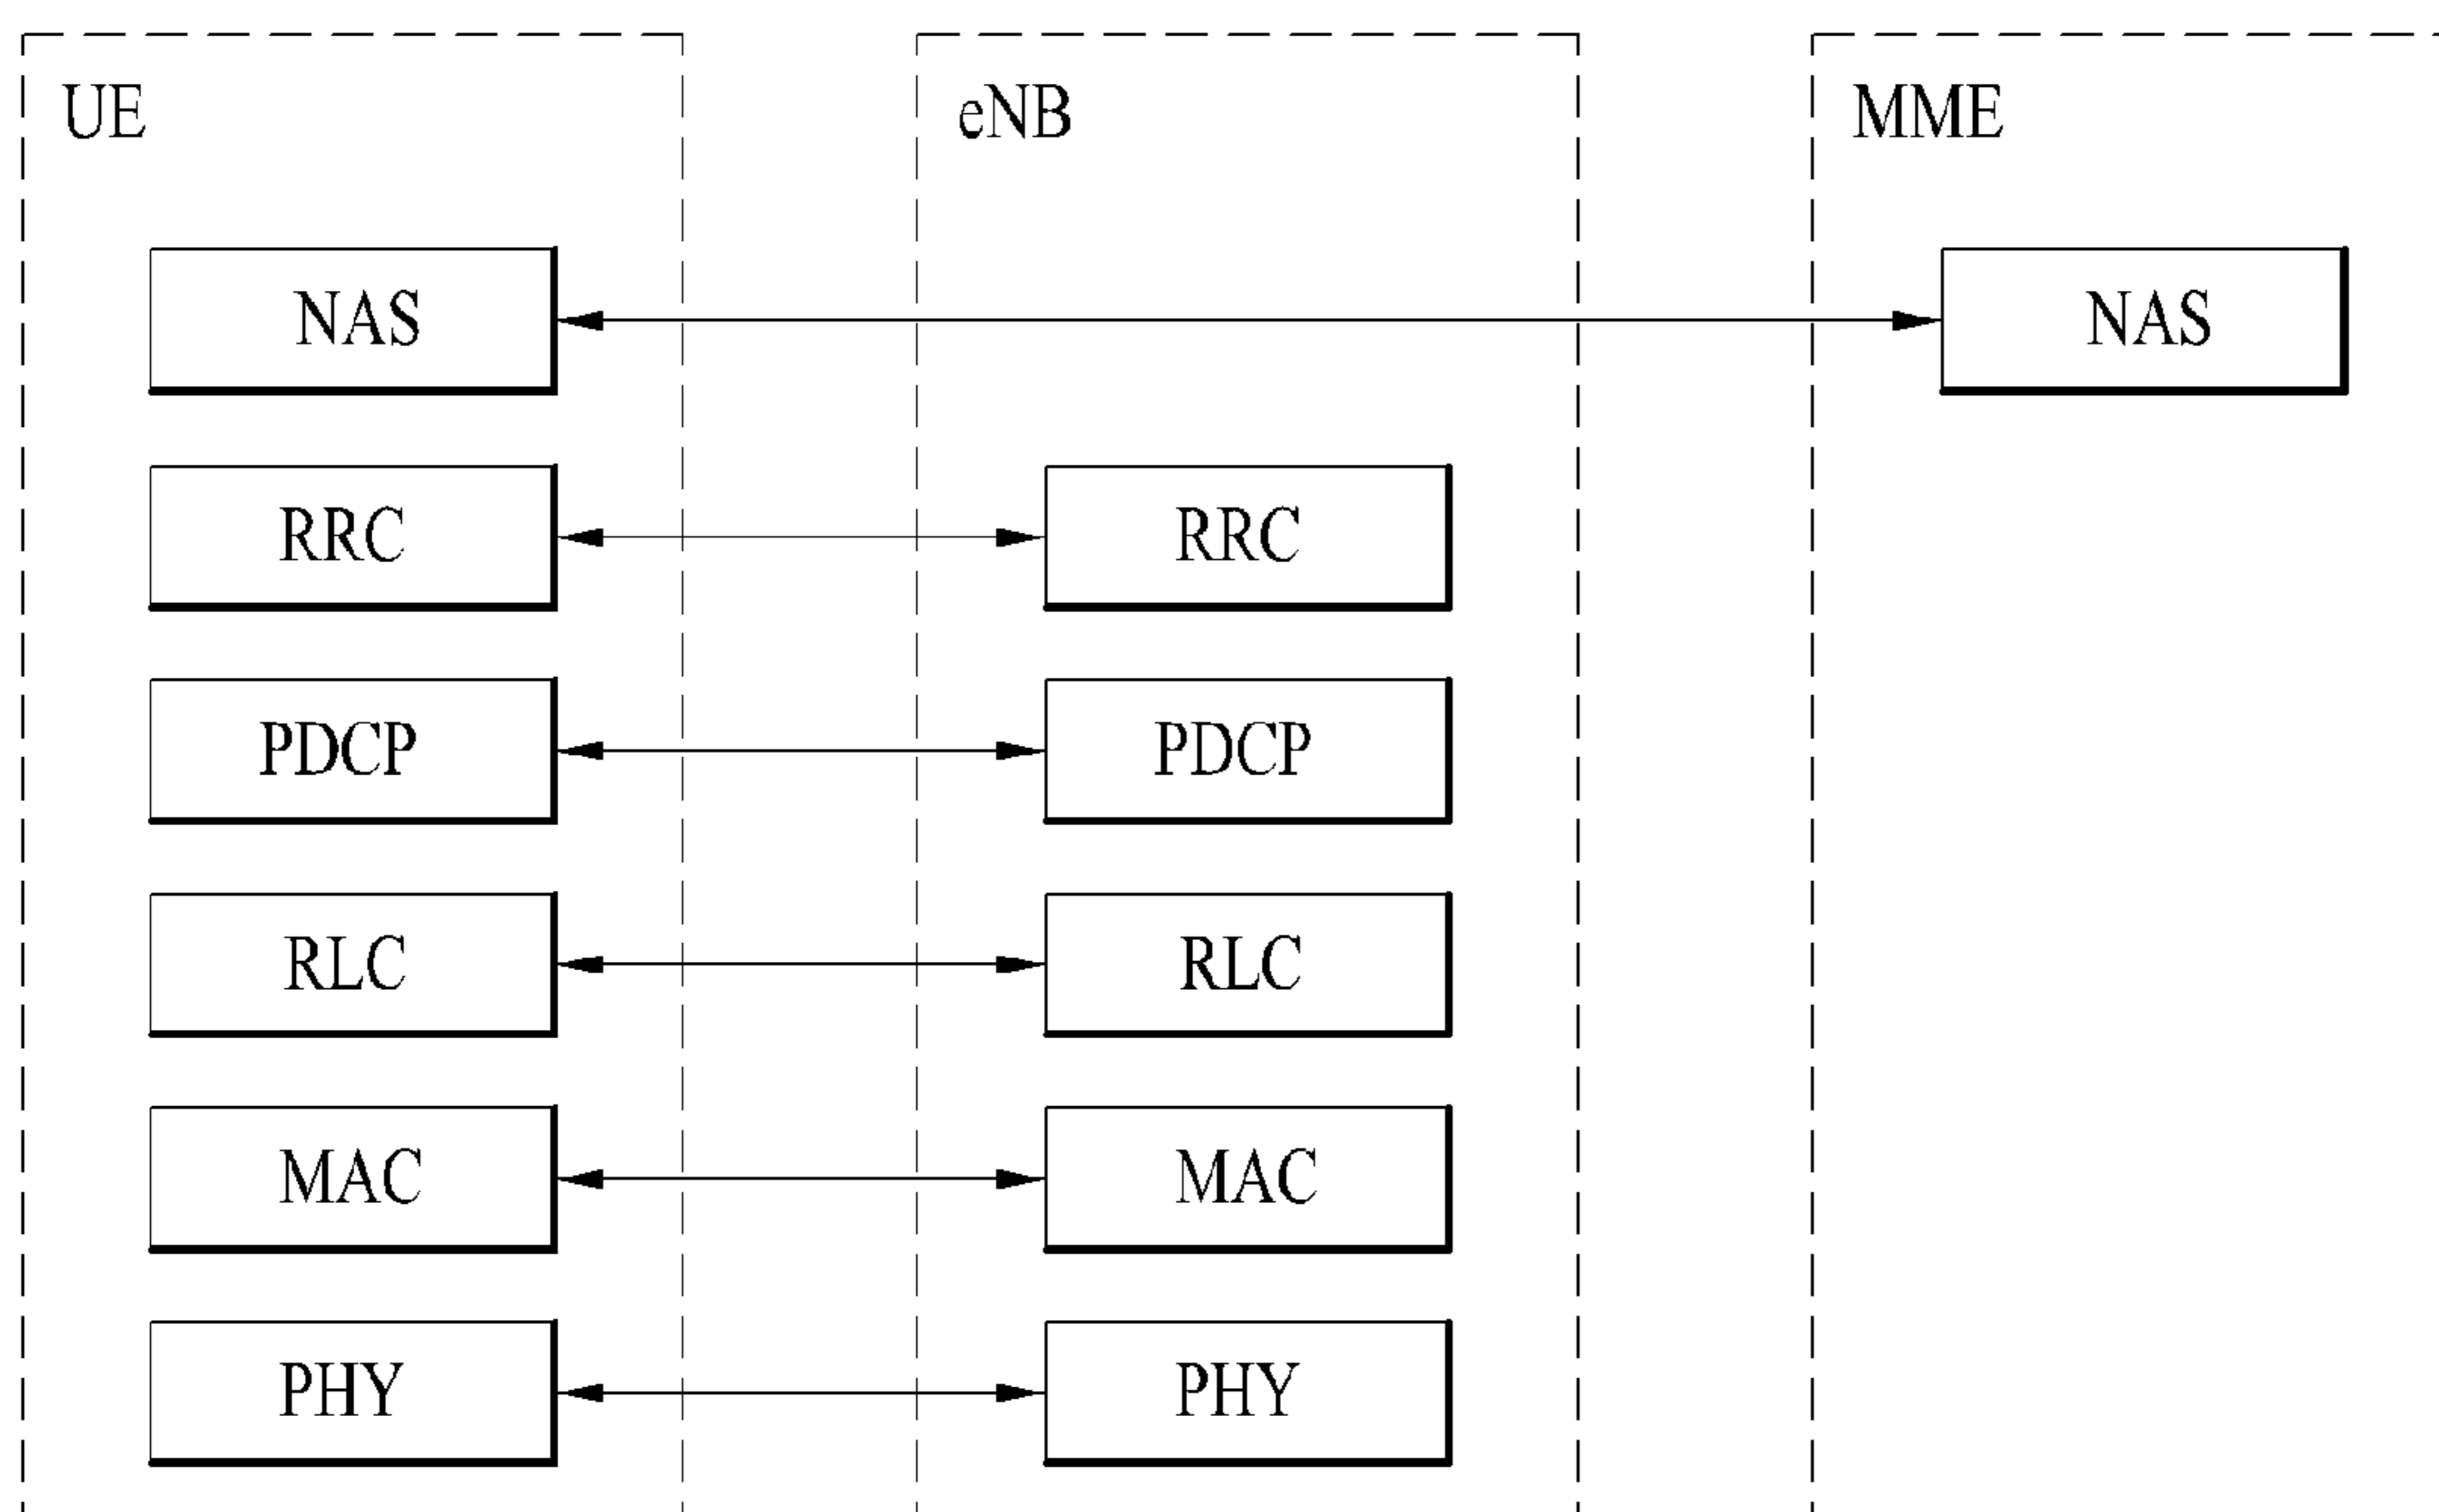 UE eNB MME
NAS NAS
RRC RRC
PDCP PDCP
RLC RLC
MAC MAC
PHY PHY